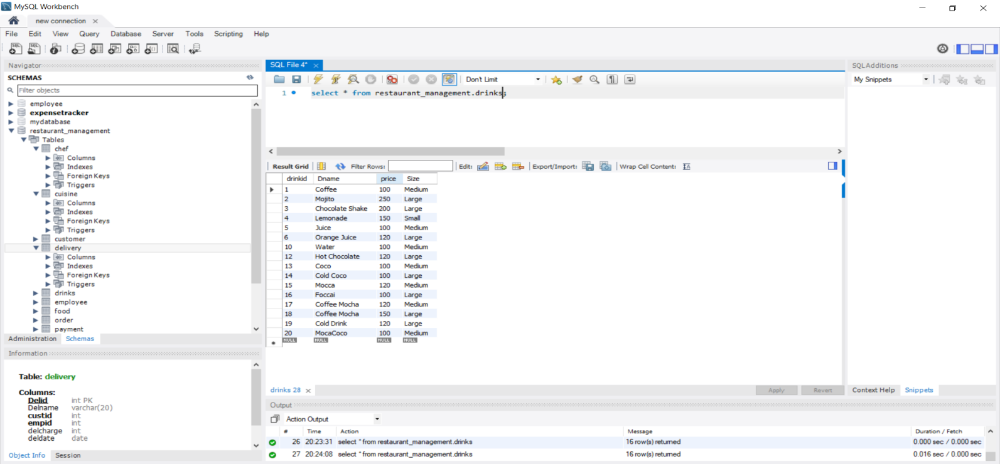 MySQL Workbench
new connection
File Edit View Query Database Server Tools Scripting Help
Navigator
SCHEMAS
Filter objects
employee
expensetracker
mydatabase
restaurant_management
Tables
chef
Columns
Indexes
Foreign Keys
Triggers
cuisine
Columns
Indexes
Foreign Keys
Triggers
customer
delivery
Columns
Indexes
Foreign Keys
Triggers
drinks
employee
food
order
payment
Administration Schemas
Information
Table: delivery
Columns:
Delid int PK
Delname varchar(20)
custid int
empid int
delcharge int
deldate date
Object Info Session
SQL File 4*
Don't Limit
1 select * from restaurant_management.drinks;
Result Grid Filter Rows: Edit: Export/Import: Wrap Cell Content:
drinkid Dname price Size
1 Coffee 100 Medium
2 Mojito 250 Large
3 Chocolate Shake 200 Large
4 Lemonade 150 Small
5 Juice 100 Medium
6 Orange Juice 120 Large
10 Water 100 Medium
12 Hot Chocolate 120 Large
13 Coco 100 Medium
14 Cold Coco 100 Large
15 Mocca 120 Medium
16 Foccai 100 Large
17 Coffee Mocha 120 Medium
18 Coffee Mocha 150 Large
19 Cold Drink 120 Large
20 MocaCoco 100 Medium
NULL NULL NULL NULL
drinks 28
Apply Revert
SQLAdditions
My Snippets
Context Help Snippets
Output
Action Output
# Time Action Message Duration / Fetch
26 20:23:31 select * from restaurant_management.drinks 16 row(s) returned 0.000 sec / 0.000 sec
27 20:24:08 select * from restaurant_management.drinks 16 row(s) returned 0.016 sec / 0.000 sec